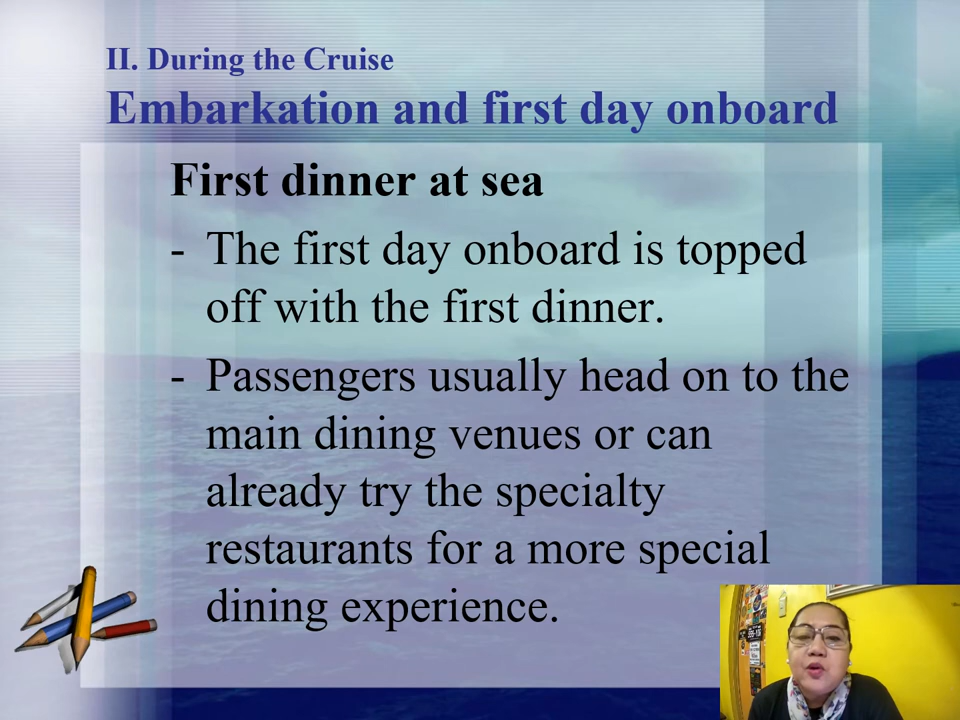 II. During the Cruise
Embarkation and first day onboard
First dinner at sea
- The first day onboard is topped
off with the first dinner.
- Passengers usually head on to the
main dining venues or can
already try the specialty
restaurants for a more special
dining experience.